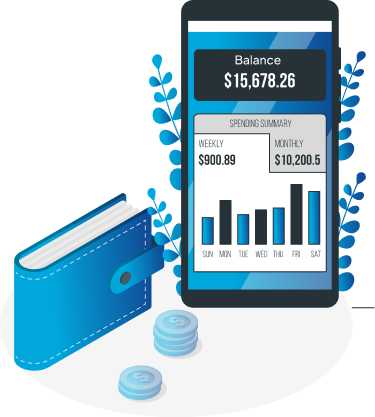 Balance
$15,678.26
SPENDING SUMMARY
WEEKLY MONTHLY
$900.89 $10,200.5
SUN MON TUE WED THU FRI SAT
$
$